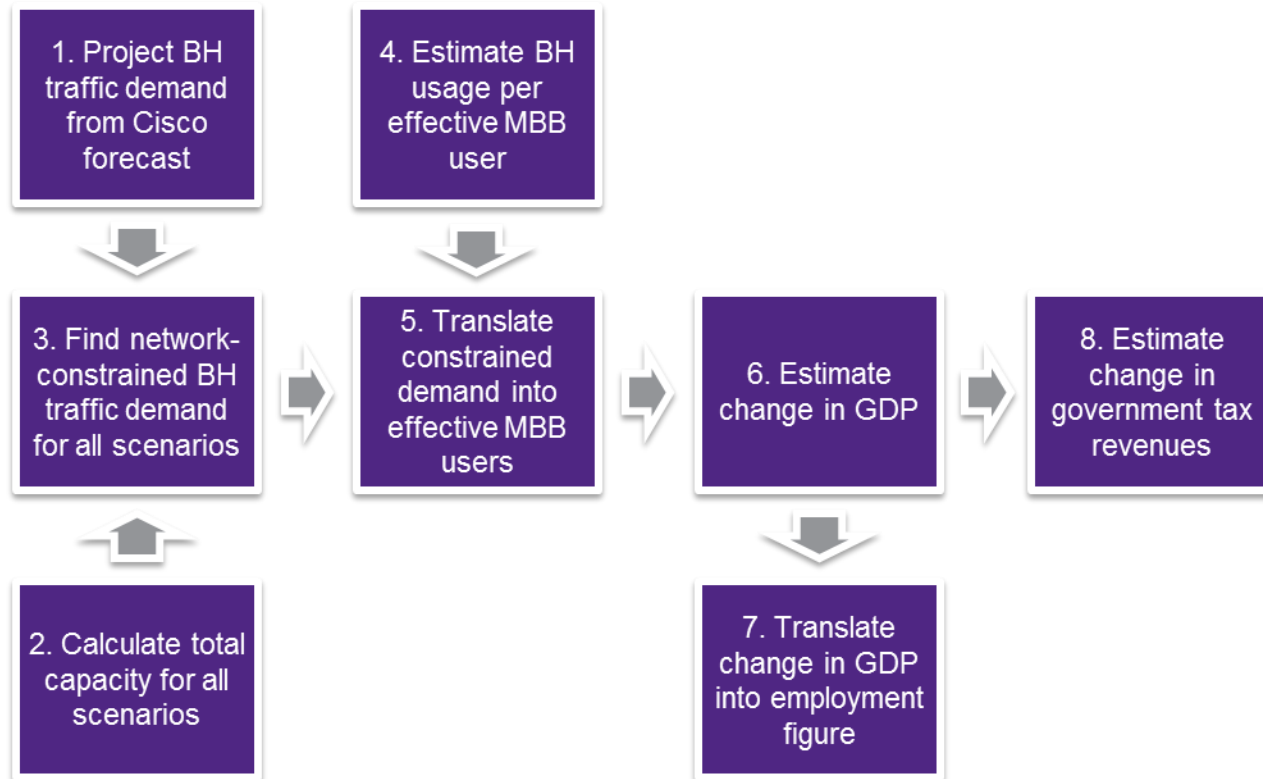 1. Project BH
traffic demand
from Cisco
forecast
4. Estimate BH
usage per
effective MBB
user
3. Find network-
constrained BH
traffic demand
for all scenarios
5. Translate
constrained
demand into
effective MBB
users
6. Estimate
change in GDP
8. Estimate
change in
government tax
revenues
2. Calculate total
capacity for all
scenarios
7. Translate
change in GDP
into employment
figure